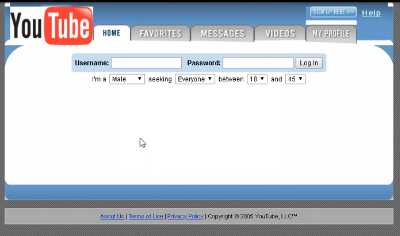 YouTube
SIGN UP HERE >> Help
HOME FAVORITES MESSAGES VIDEOS MY PROFILE
Username: Password: Log In
I'm a Male seeking Everyone between 18 and 45
About Us | Terms of Use | Privacy Policy | Copyright © 2005 YouTube, LLC™